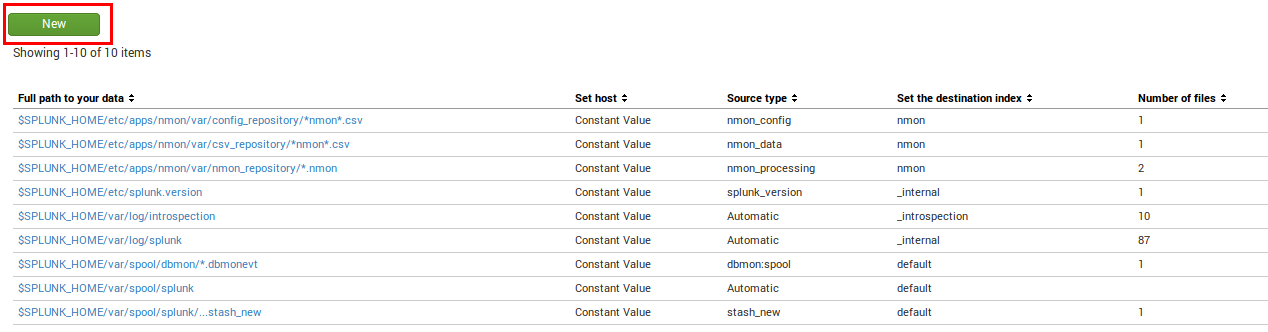 New
Showing 1-10 of 10 items
Full path to your data Set host Source type Set the destination index Number of files
$SPLUNK_HOME/etc/apps/nmon/var/config_repository/*nmon*.csv Constant Value nmon_config nmon 1
$SPLUNK_HOME/etc/apps/nmon/var/csv_repository/*nmon*.csv Constant Value nmon_data nmon 1
$SPLUNK_HOME/etc/apps/nmon/var/nmon_repository/*.nmon Constant Value nmon_processing nmon 2
$SPLUNK_HOME/etc/splunk.version Constant Value splunk_version _internal 1
$SPLUNK_HOME/var/log/introspection Constant Value Automatic _introspection 10
$SPLUNK_HOME/var/log/splunk Constant Value Automatic _internal 87
$SPLUNK_HOME/var/spool/dbmon/*.dbmonevt Constant Value dbmon:spool default 1
$SPLUNK_HOME/var/spool/splunk Constant Value Automatic default
$SPLUNK_HOME/var/spool/splunk/...stash_new Constant Value stash_new default 1